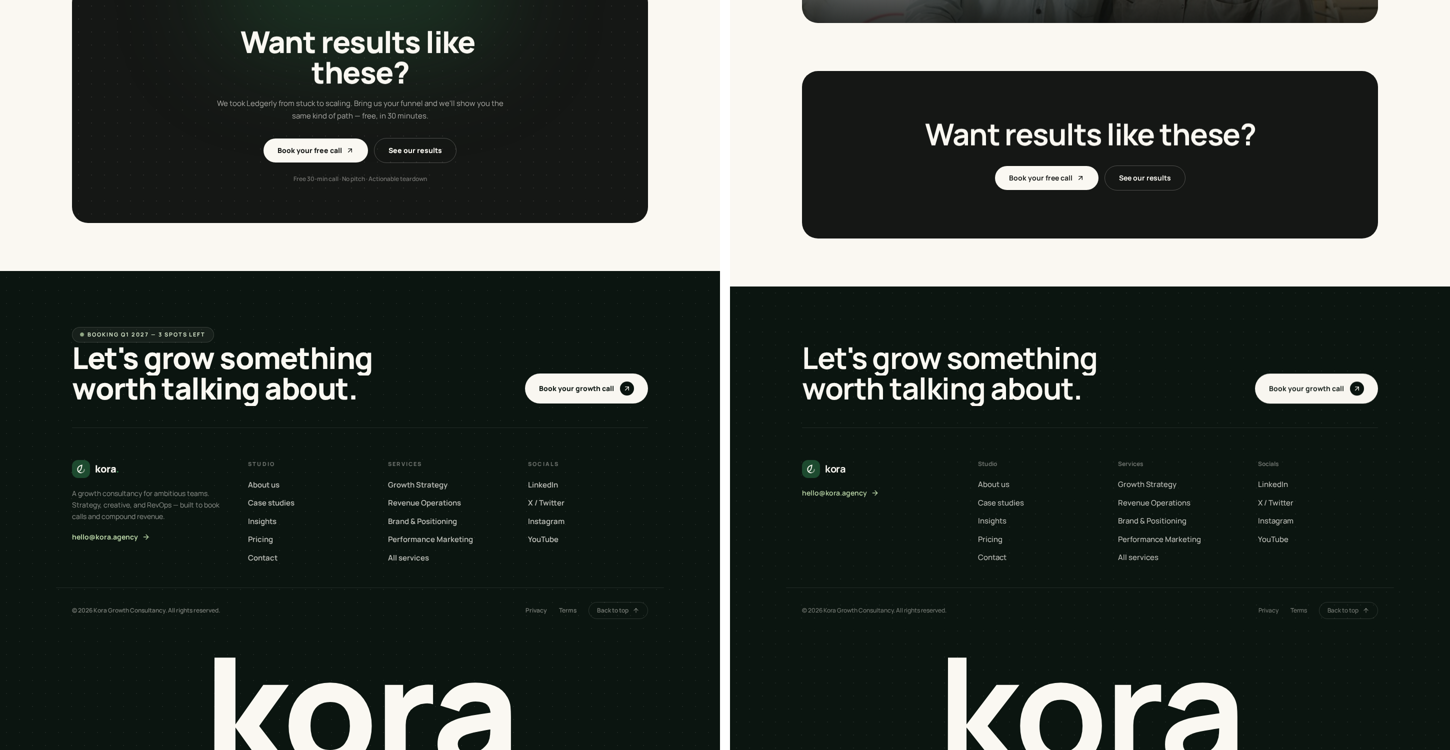 Want results like
these?
We took Ledgerly from stuck to scaling. Bring us your funnel and we'll show you the
same kind of path — free, in 30 minutes.
Book your free call
See our results
Free 30-min call · No pitch · Actionable teardown
BOOKING Q1 2027 — 3 SPOTS LEFT
Let's grow something
worth talking about.
Book your growth call
kora.
A growth consultancy for ambitious teams.
Strategy, creative, and RevOps — built to book
calls and compound revenue.
hello@kora.agency
STUDIO
About us
Case studies
Insights
Pricing
Contact
SERVICES
Growth Strategy
Revenue Operations
Brand & Positioning
Performance Marketing
All services
SOCIALS
LinkedIn
X / Twitter
Instagram
YouTube
© 2026 Kora Growth Consultancy. All rights reserved.
Privacy
Terms
Back to top
kora
Want results like these?
Book your free call
See our results
Let's grow something
worth talking about.
Book your growth call
kora
hello@kora.agency
Studio
About us
Case studies
Insights
Pricing
Contact
Services
Growth Strategy
Revenue Operations
Brand & Positioning
Performance Marketing
All services
Socials
LinkedIn
X / Twitter
Instagram
YouTube
© 2026 Kora Growth Consultancy. All rights reserved.
Privacy
Terms
Back to top
kora